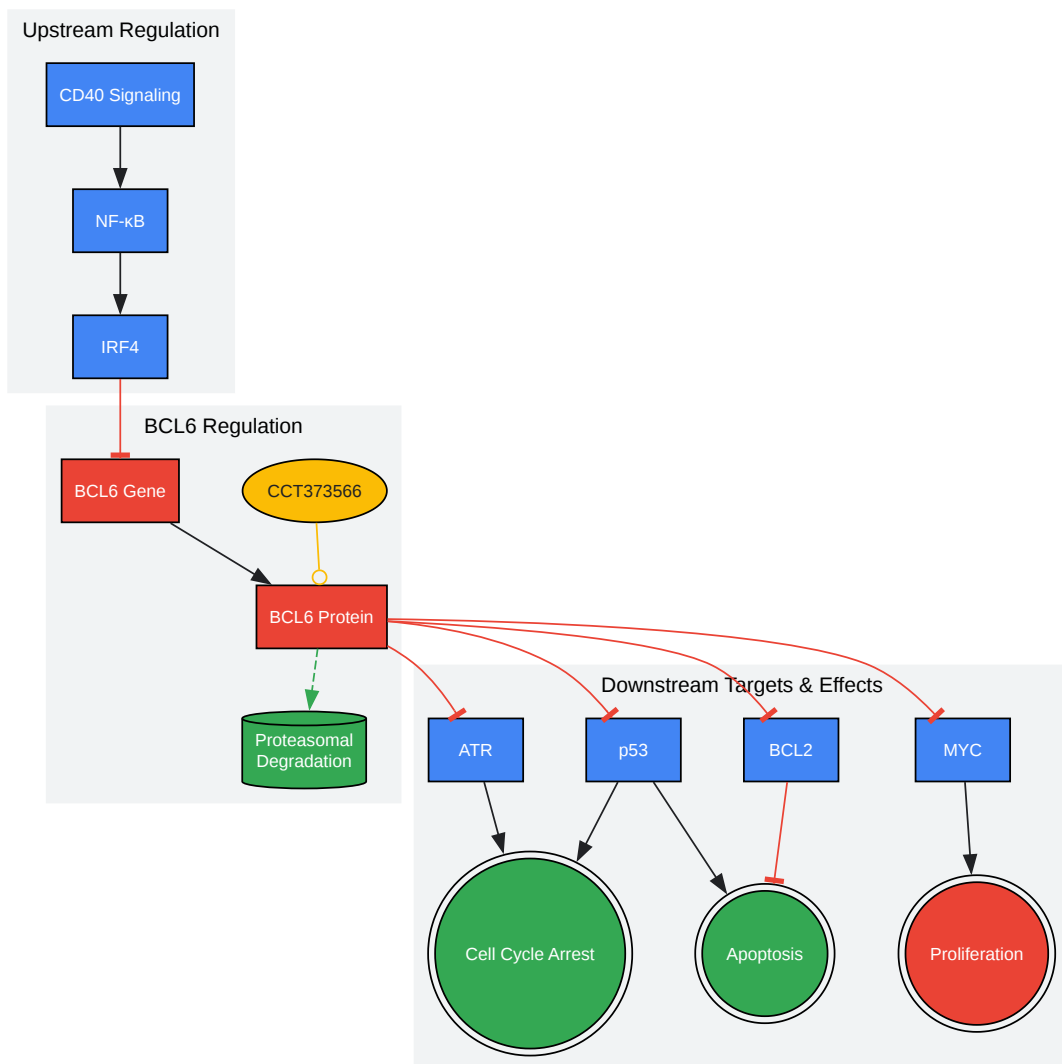 Upstream Regulation
CD40 Signaling
NF-κB
IRF4
BCL6 Regulation
BCL6 Gene
CCT373566
BCL6 Protein
Proteasomal
Degradation
Downstream Targets & Effects
ATR
p53
BCL2
MYC
Cell Cycle Arrest
Apoptosis
Proliferation